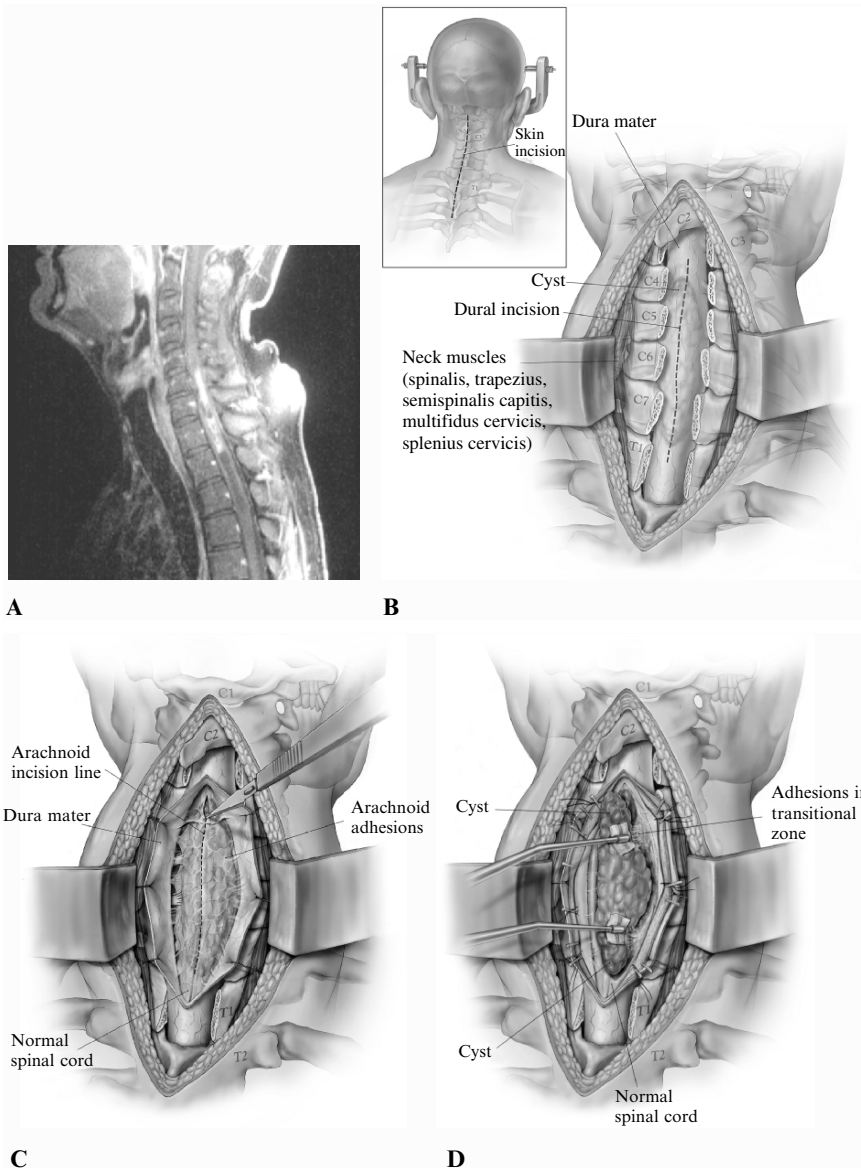 Skin
incision
T1
A
Dura mater
C2
C3
Cyst
C4
Dural incision
C5
Neck muscles
(spinalis, trapezius,
semispinalis capitis,
multifidus cervicis,
splenius cervicis)
C6
C7
T1
B
C1
C2
Arachnoid
incision line
Dura mater
Arachnoid
adhesions
T1
Normal
spinal cord
T2
C
C1
C2
Cyst
Adhesions i
transitional
zone
T1
Cyst
T2
Normal
spinal cord
D